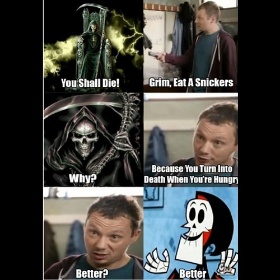 You Shall Die!
Grim, Eat A Snickers
Why?
Because You Turn Into
Death When You're Hungry
Better?
Better